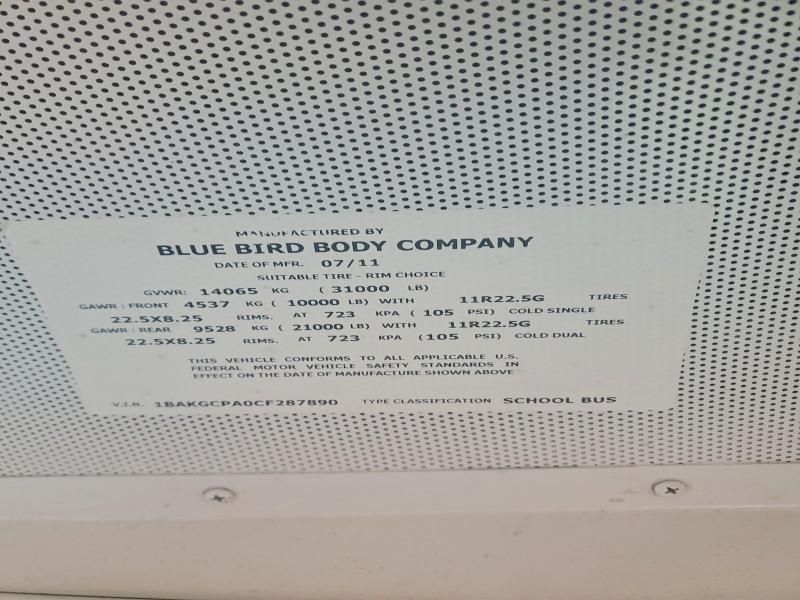 MANUFACTURED BY
BLUE BIRD BODY COMPANY
DATE OF MFR. 07/11
SUITABLE TIRE - RIM CHOICE
GVWR: 14065 KG ( 31000 LB)
GAWR : FRONT 4537 KG ( 10000 LB) WITH 11R22.5G TIRES
22.5X8.25 RIMS. AT 723 KPA ( 105 PSI) COLD SINGLE
GAWR : REAR 9528 KG ( 21000 LB) WITH 11R22.5G TIRES
22.5X8.25 RIMS. AT 723 KPA (105 PSI) COLD DUAL
THIS VEHICLE CONFORMS TO ALL APPLICABLE U.S.
FEDERAL MOTOR VEHICLE SAFETY STANDARDS IN
EFFECT ON THE DATE OF MANUFACTURE SHOWN ABOVE
V.I.N. 1BAKGCPA0CF287890 TYPE CLASSIFICATION SCHOOL BUS